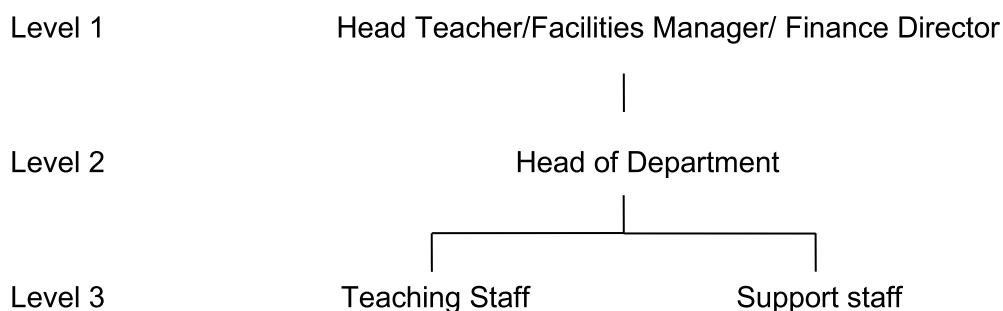 Level 1 Head Teacher/Facilities Manager/ Finance Director
Level 2 Head of Department
Level 3 Teaching Staff Support staff